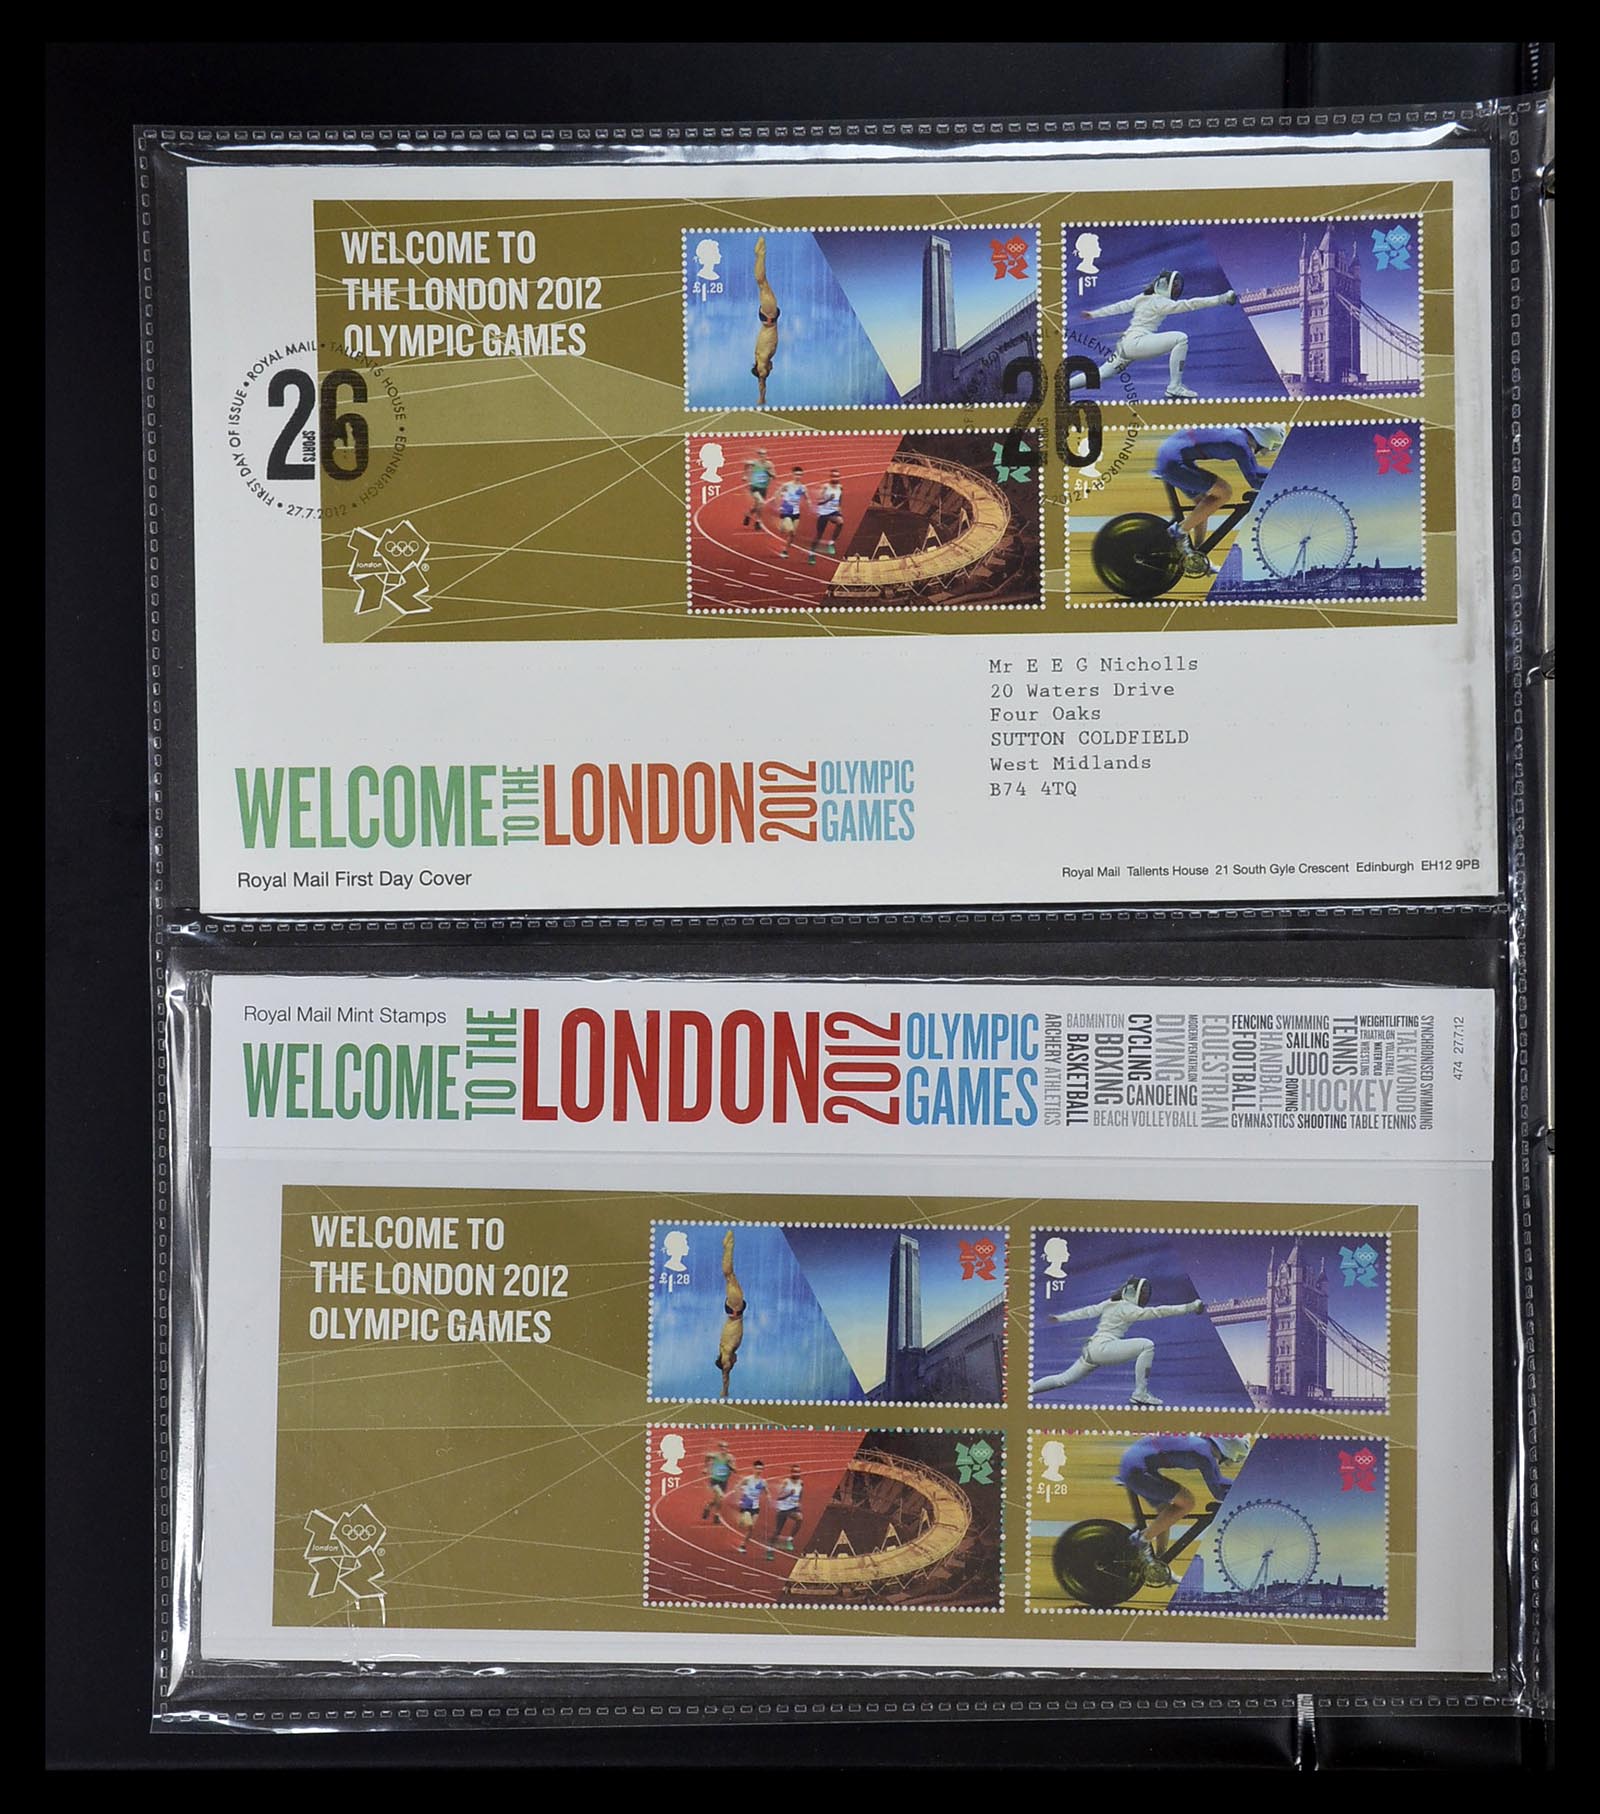 WELCOME TO
THE LONDON 2012
OLYMPIC GAMES
£1.28
1ST
1ST
FIRST DAY OF ISSUE • ROYAL MAIL • TALLENTS HOUSE • EDINBURGH • 27.7.2012 •
26
SPORTS
26
london
®
Mr E E G Nicholls
20 Waters Drive
Four Oaks
SUTTON COLDFIELD
West Midlands
B74 4TQ
WELCOME TO THE LONDON 2012 OLYMPIC GAMES
Royal Mail First Day Cover
Royal Mail Tallents House 21 South Gyle Crescent Edinburgh EH12 9PB
Royal Mail Mint Stamps
WELCOME TO THE LONDON 2012 OLYMPIC GAMES
ARCHERY ATHLETICS
BADMINTON
BASKETBALL
BOXING
BEACH VOLLEYBALL
CYCLING
CANOEING
DIVING
MODERN PENTATHLON
EQUESTRIAN
FENCING
FOOTBALL
GYMNASTICS
HANDBALL
SWIMMING
SAILING
JUDO
ROWING
HOCKEY
SHOOTING
TABLE TENNIS
TENNIS
WEIGHTLIFTING
TRIATHLON
WRESTLING
WATER POLO
VOLLEYBALL
TAEKWONDO
SYNCHRONISED SWIMMING
474 27.7.12
WELCOME TO
THE LONDON 2012
OLYMPIC GAMES
£1.28
1ST
1ST
£1.28
london
®